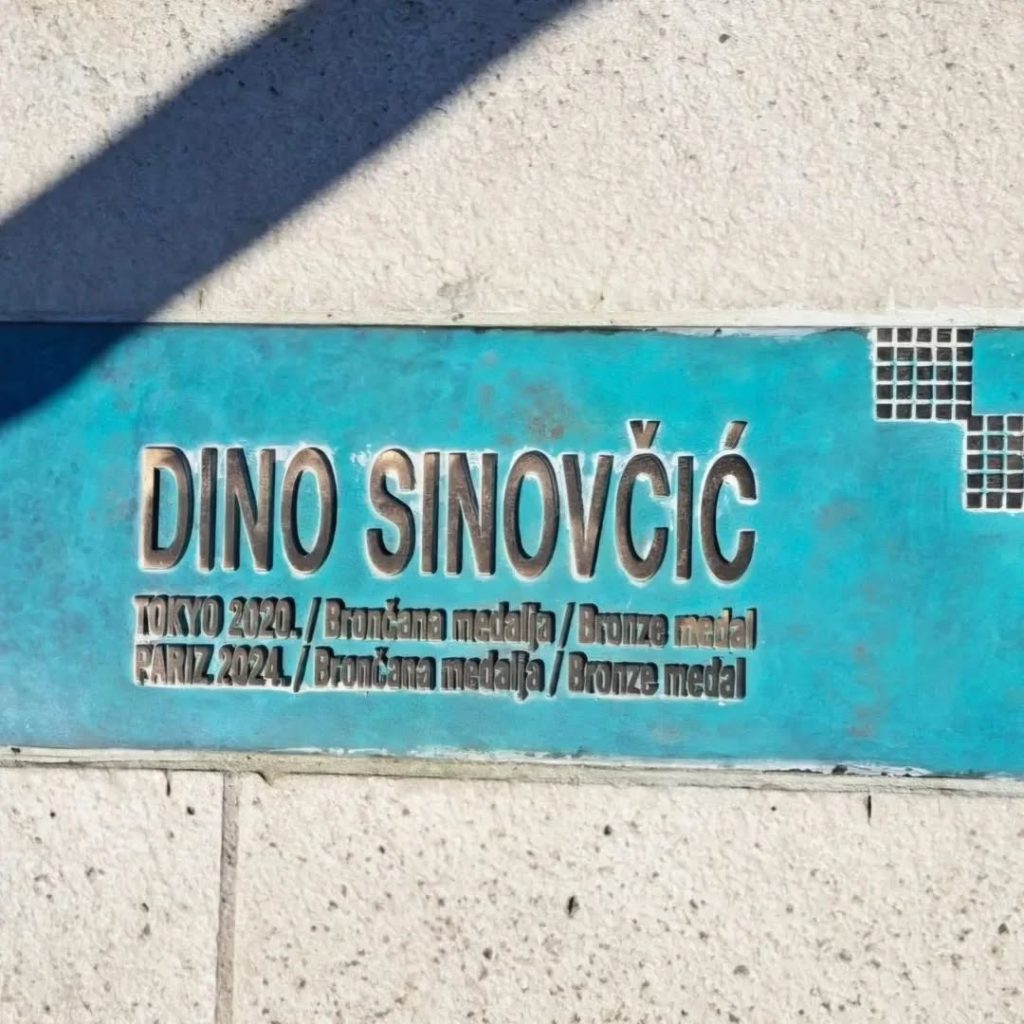 DINO SINOVČIĆ
TOKYO 2020. / Brončana medalja / Bronze medal
PARIZ 2024. / Brončana medalja / Bronze medal